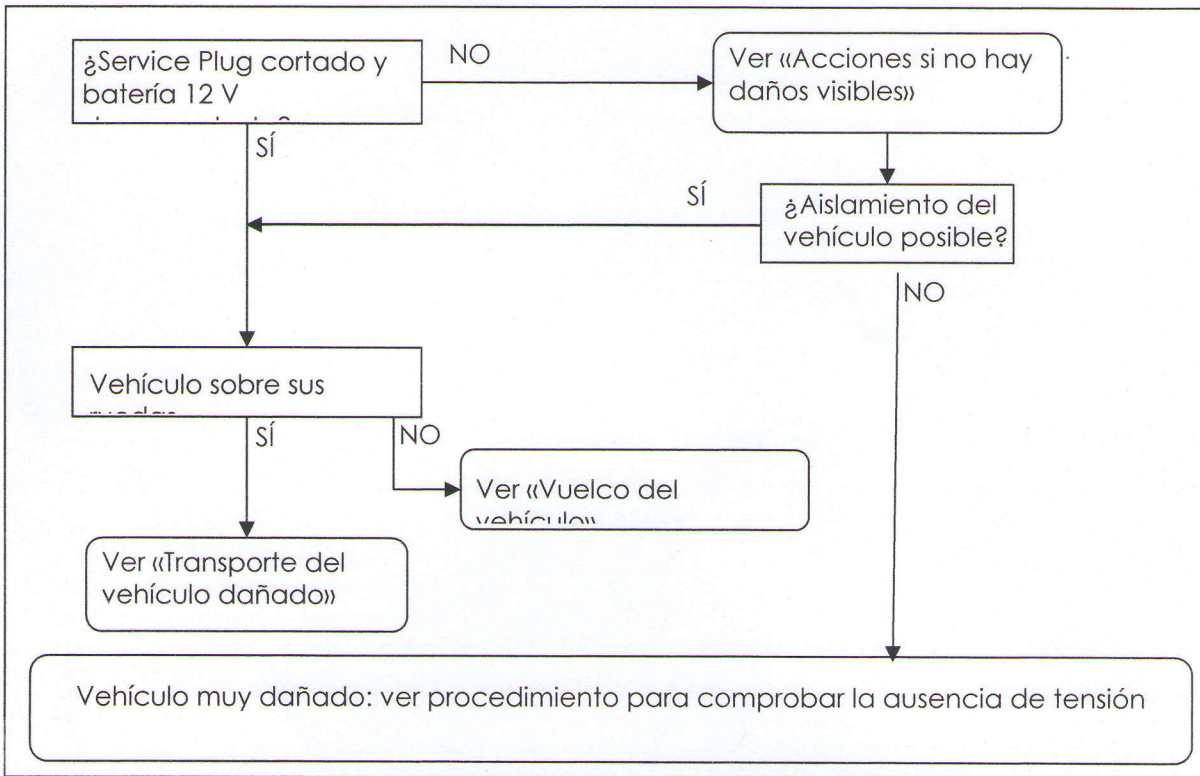 ¿Service Plug cortado y
batería 12 V
NO
Ver «Acciones si no hay
daños visibles»
SÍ
SÍ
¿Aislamiento del
vehículo posible?
NO
Vehículo sobre sus
ruedas
SÍ
NO
Ver «Vuelco del
vehículo»
Ver «Transporte del
vehículo dañado»
Vehículo muy dañado: ver procedimiento para comprobar la ausencia de tensión